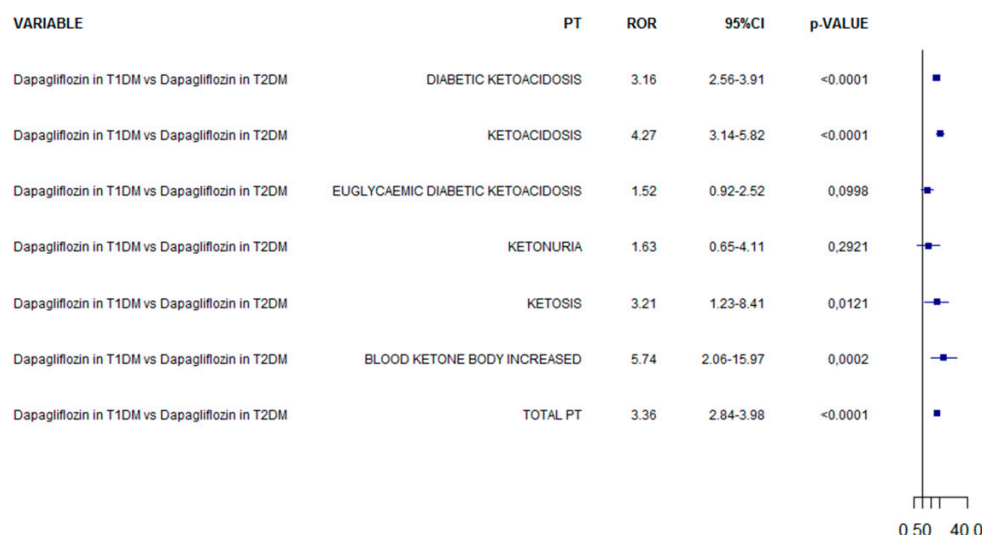 VARIABLE PT ROR 95%CI p-VALUE
Dapagliflozin in T1DM vs Dapagliflozin in T2DM DIABETIC KETOACIDOSIS 3.16 2.56-3.91 <0.0001
Dapagliflozin in T1DM vs Dapagliflozin in T2DM KETOACIDOSIS 4.27 3.14-5.82 <0.0001
Dapagliflozin in T1DM vs Dapagliflozin in T2DM EUGLYCAEMIC DIABETIC KETOACIDOSIS 1.52 0.92-2.52 0,0998
Dapagliflozin in T1DM vs Dapagliflozin in T2DM KETONURIA 1.63 0.65-4.11 0,2921
Dapagliflozin in T1DM vs Dapagliflozin in T2DM KETOSIS 3.21 1.23-8.41 0,0121
Dapagliflozin in T1DM vs Dapagliflozin in T2DM BLOOD KETONE BODY INCREASED 5.74 2.06-15.97 0,0002
Dapagliflozin in T1DM vs Dapagliflozin in T2DM TOTAL PT 3.36 2.84-3.98 <0.0001
0.50 40.0